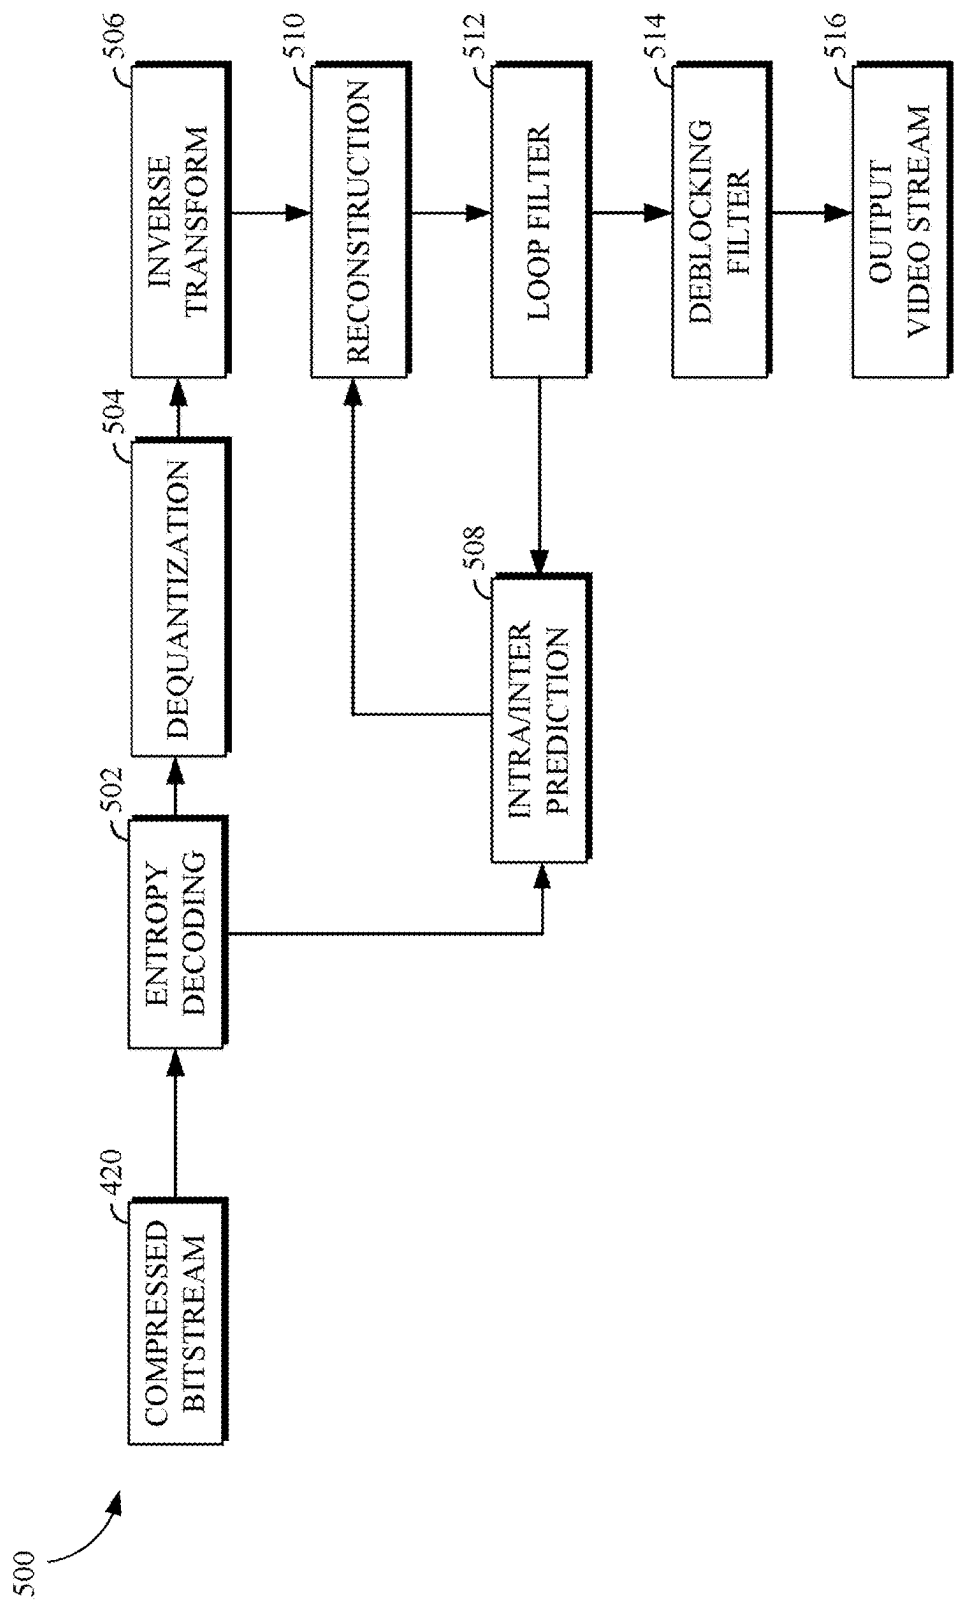 500
420
COMPRESSED
BITSTREAM
502
ENTROPY
DECODING
504
DEQUANTIZATION
506
INVERSE
TRANSFORM
508
INTRA/INTER
PREDICTION
510
RECONSTRUCTION
512
LOOP FILTER
514
DEBLOCKING
FILTER
516
OUTPUT
VIDEO STREAM